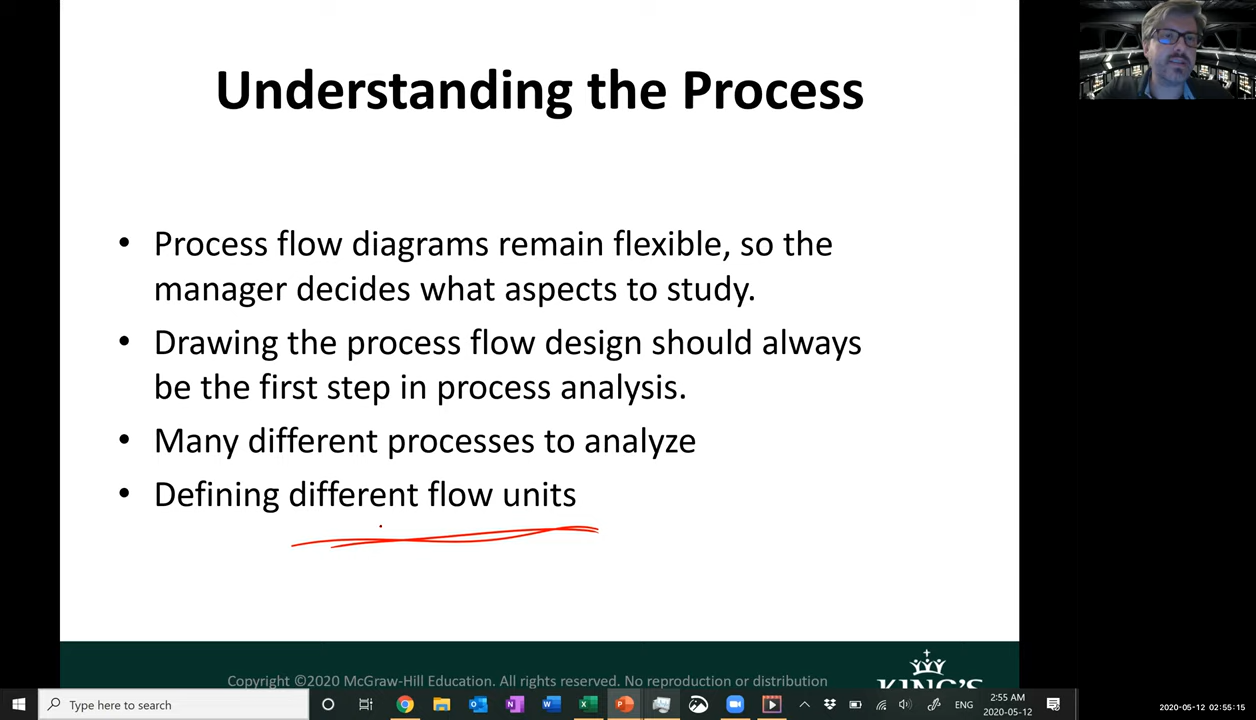 Understanding the Process
• Process flow diagrams remain flexible, so the
manager decides what aspects to study.
• Drawing the process flow design should always
be the first step in process analysis.
• Many different processes to analyze
• Defining different flow units
Copyright ©2020 McGraw-Hill Education. All rights reserved. No reproduction or distribution
KING'S
Type here to search
ENG
2:55 AM
2020-05-12
2020-05-12 02:55:15